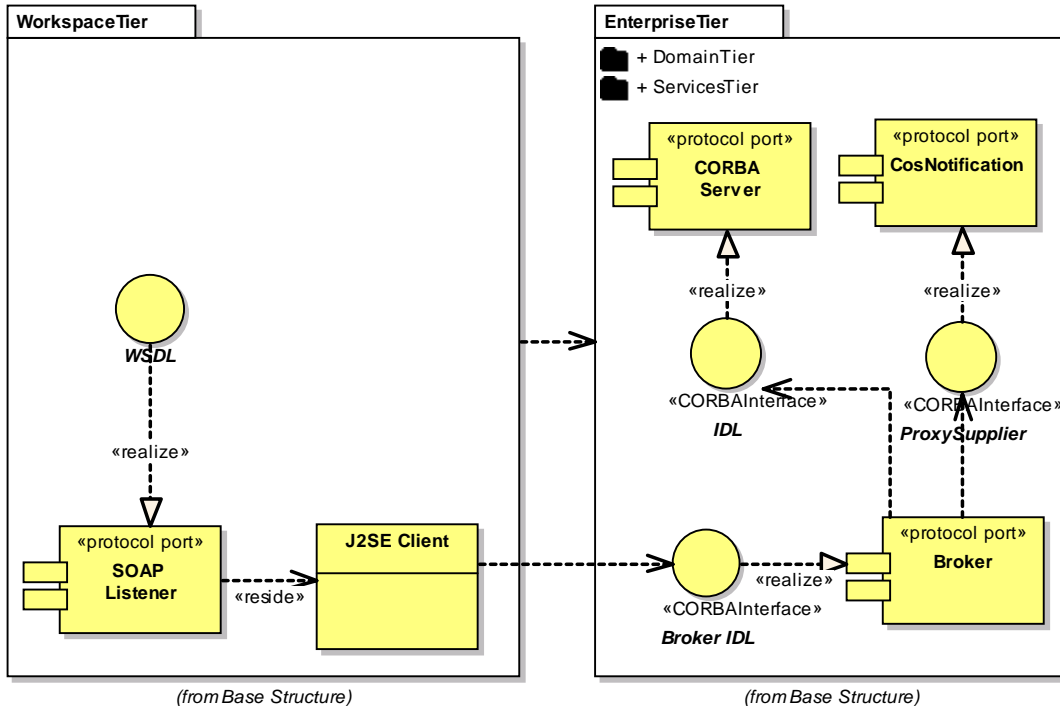 WorkspaceTier
WSDL
«realize»
«protocol port»
SOAP
Listener
«reside»
J2SE Client
(from Base Structure)
EnterpriseTier
+ DomainTier
+ ServicesTier
«protocol port»
CORBA
Server
«protocol port»
CosNotification
«realize»
«realize»
«CORBAInterface»
IDL
«CORBAInterface»
ProxySupplier
«realize»
«CORBAInterface»
Broker IDL
«protocol port»
Broker
(from Base Structure)